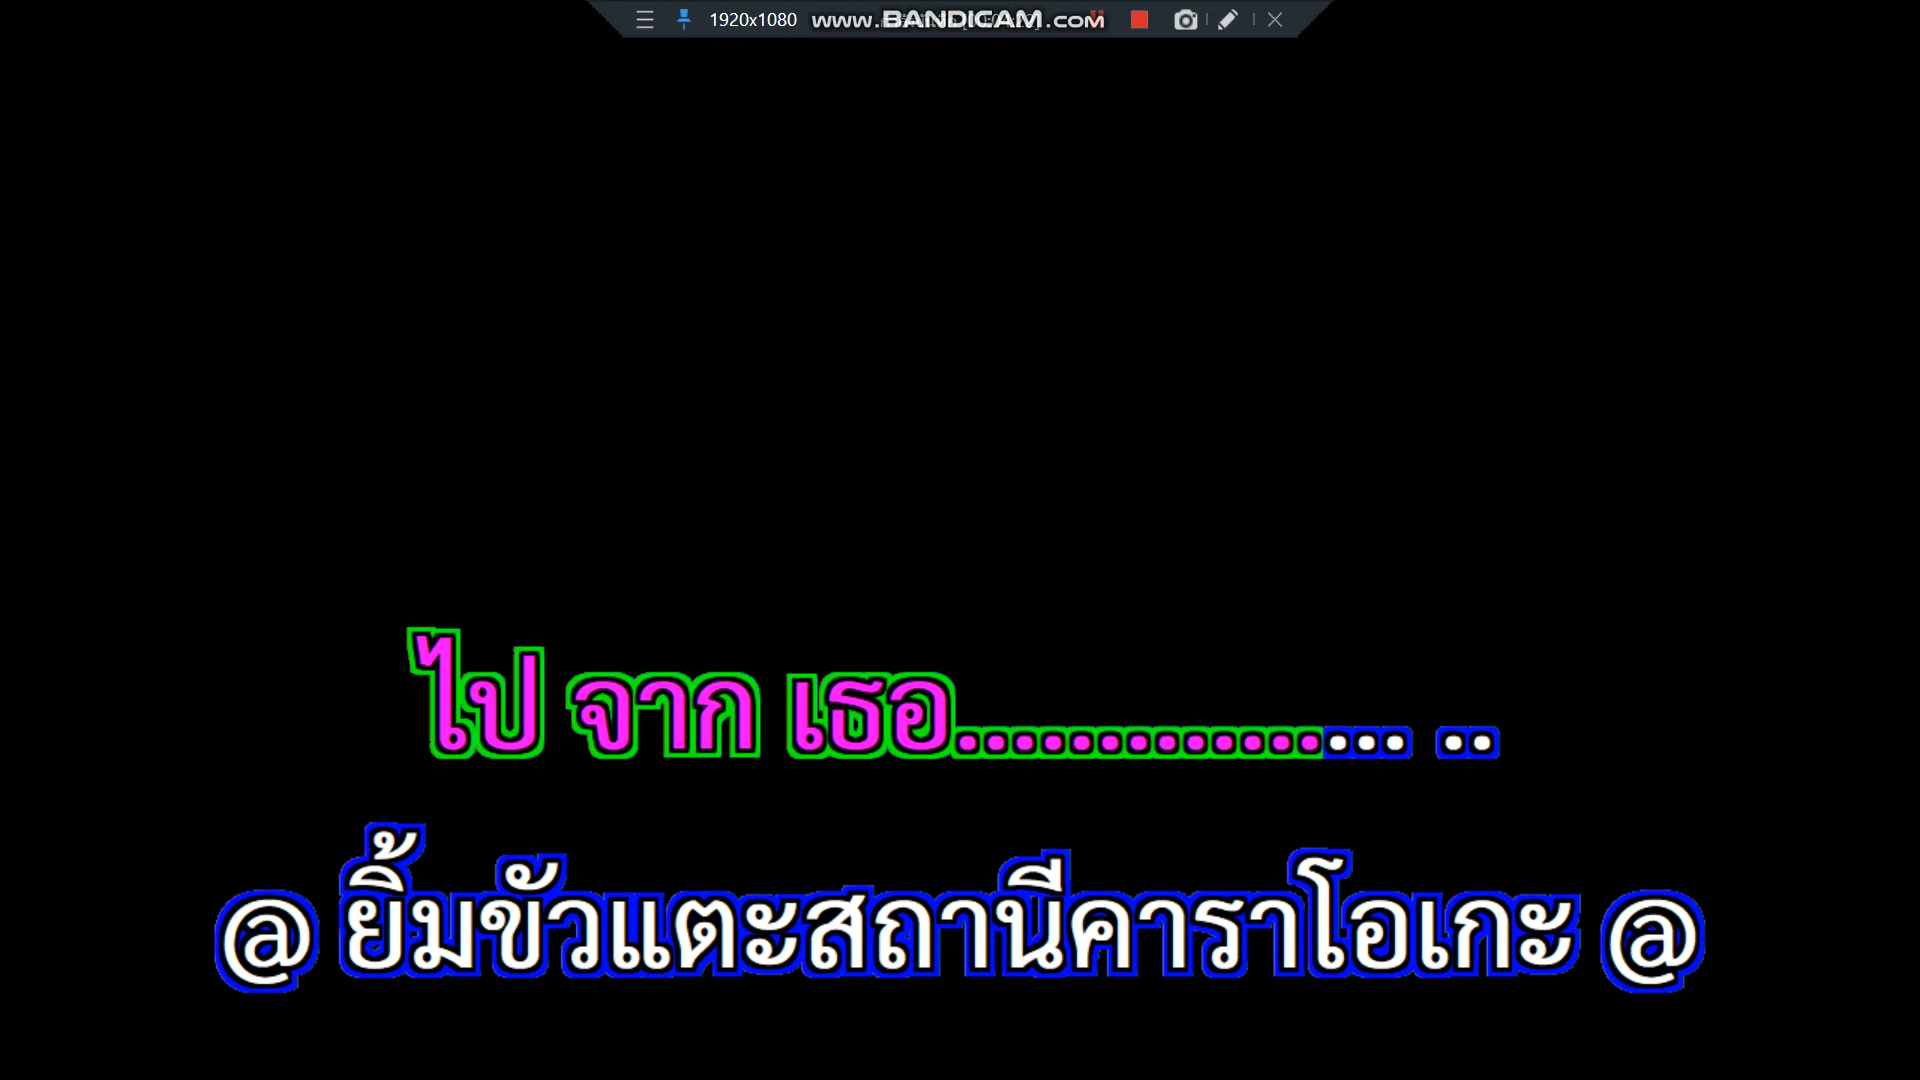 1920x1080 www.BANDICAM.com
ไป จาก เธอ................ ..
@ ยิ้มขัวแตะสถานีคาราโอเกะ @